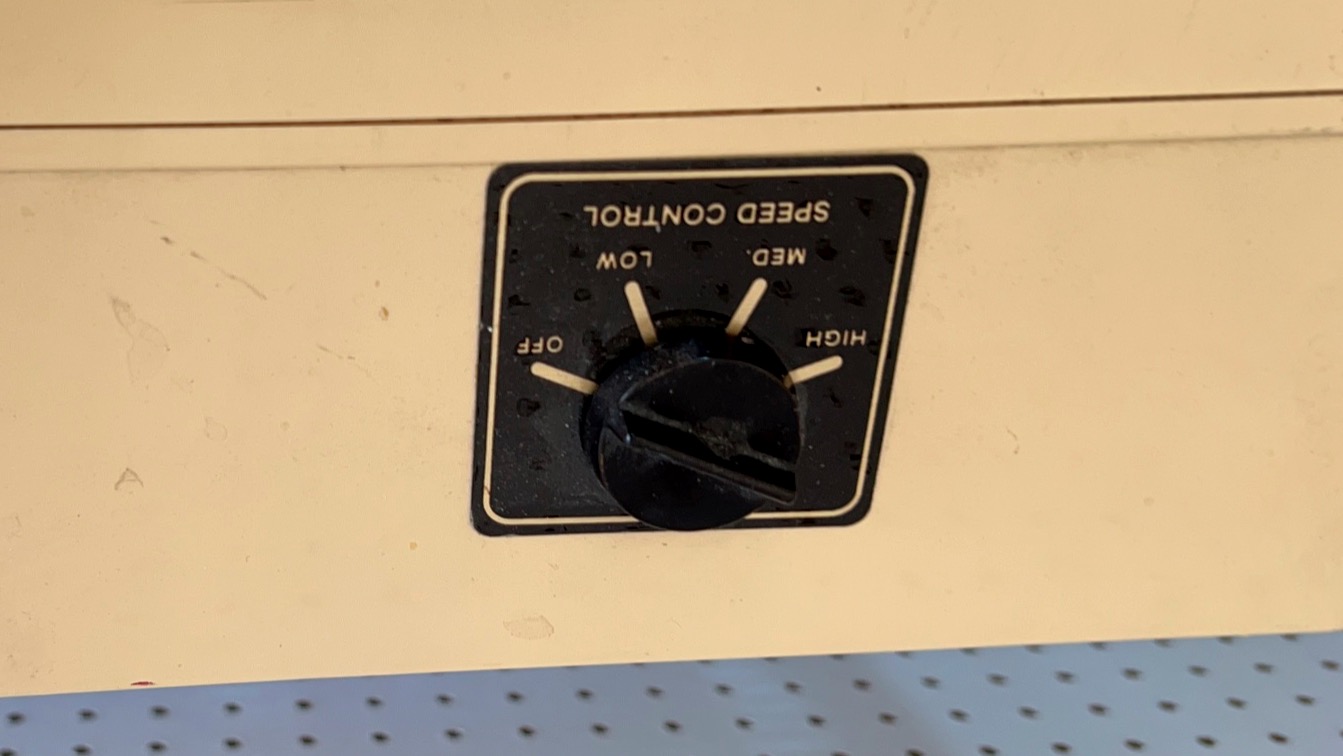 HIGH OFF
MED. LOW
SPEED CONTROL